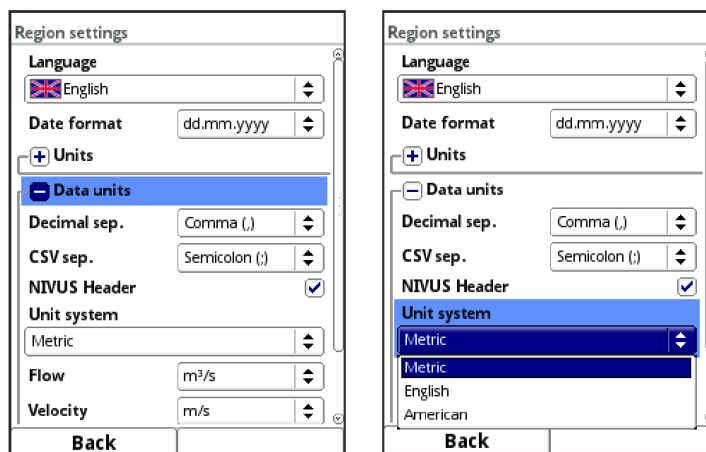 Region settings
Language
English
Date format dd.mm.yyyy
Units
Data units
Decimal sep. Comma (,)
CSV sep. Semicolon (;)
NIVUS Header
Unit system
Metric
Flow m³/s
Velocity m/s
Back
Region settings
Language
English
Date format dd.mm.yyyy
Units
Data units
Decimal sep. Comma (,)
CSV sep. Semicolon (;)
NIVUS Header
Unit system
Metric
Metric
English
American
Back